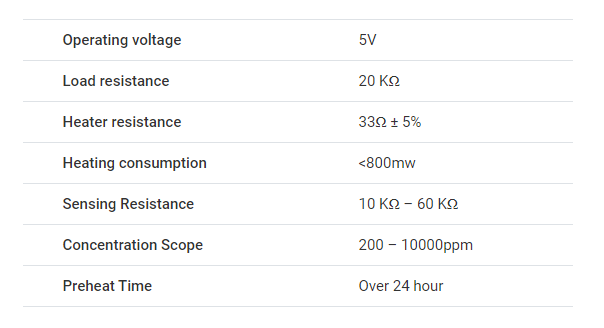 Operating voltage 5V
Load resistance 20 KΩ
Heater resistance 33Ω ± 5%
Heating consumption <800mw
Sensing Resistance 10 KΩ – 60 KΩ
Concentration Scope 200 – 10000ppm
Preheat Time Over 24 hour